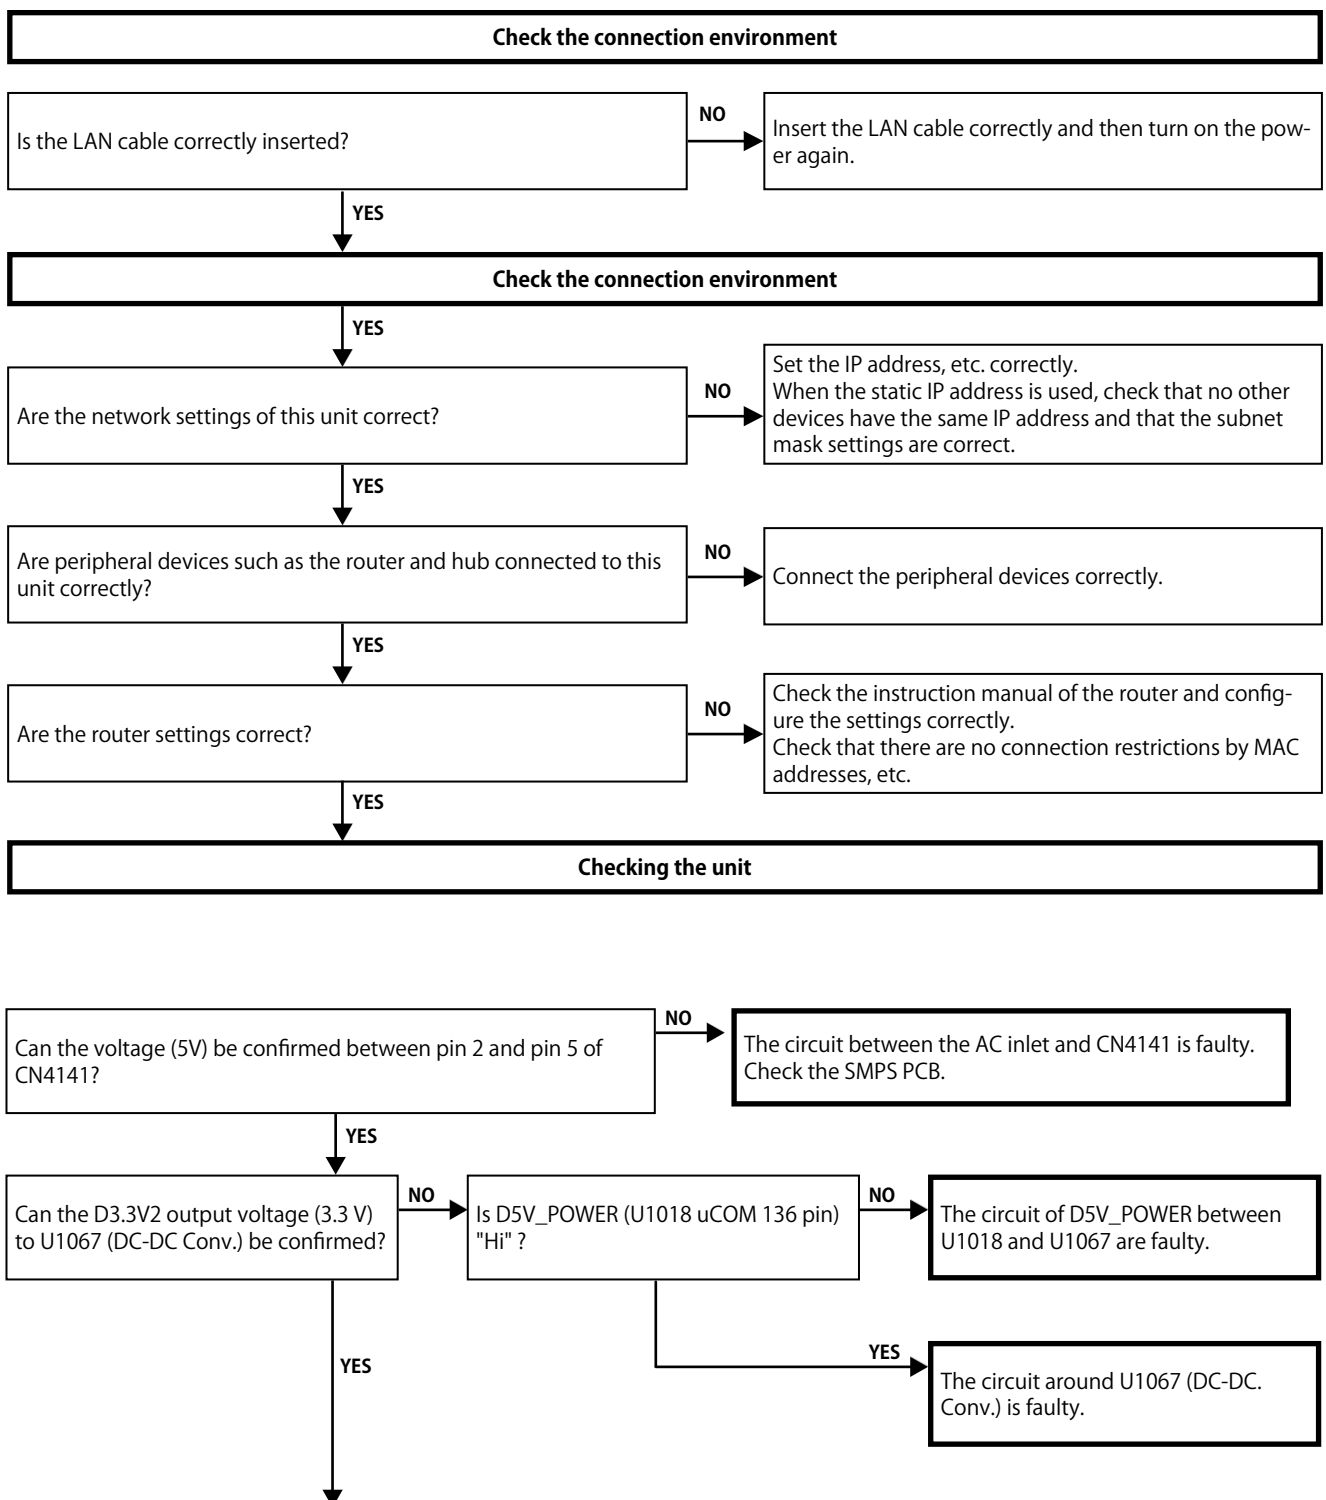 Check the connection environment
Is the LAN cable correctly inserted?
NO
Insert the LAN cable correctly and then turn on the pow-
er again.
YES
Check the connection environment
YES
Are the network settings of this unit correct?
NO
Set the IP address, etc. correctly.
When the static IP address is used, check that no other
devices have the same IP address and that the subnet
mask settings are correct.
YES
Are peripheral devices such as the router and hub connected to this
unit correctly?
NO
Connect the peripheral devices correctly.
YES
Are the router settings correct?
NO
Check the instruction manual of the router and config-
ure the settings correctly.
Check that there are no connection restrictions by MAC
addresses, etc.
YES
Checking the unit
Can the voltage (5V) be confirmed between pin 2 and pin 5 of
CN4141?
NO
The circuit between the AC inlet and CN4141 is faulty.
Check the SMPS PCB.
YES
Can the D3.3V2 output voltage (3.3 V)
to U1067 (DC-DC Conv.) be confirmed?
NO
Is D5V_POWER (U1018 uCOM 136 pin)
"Hi" ?
NO
The circuit of D5V_POWER between
U1018 and U1067 are faulty.
YES
YES
The circuit around U1067 (DC-DC.
Conv.) is faulty.